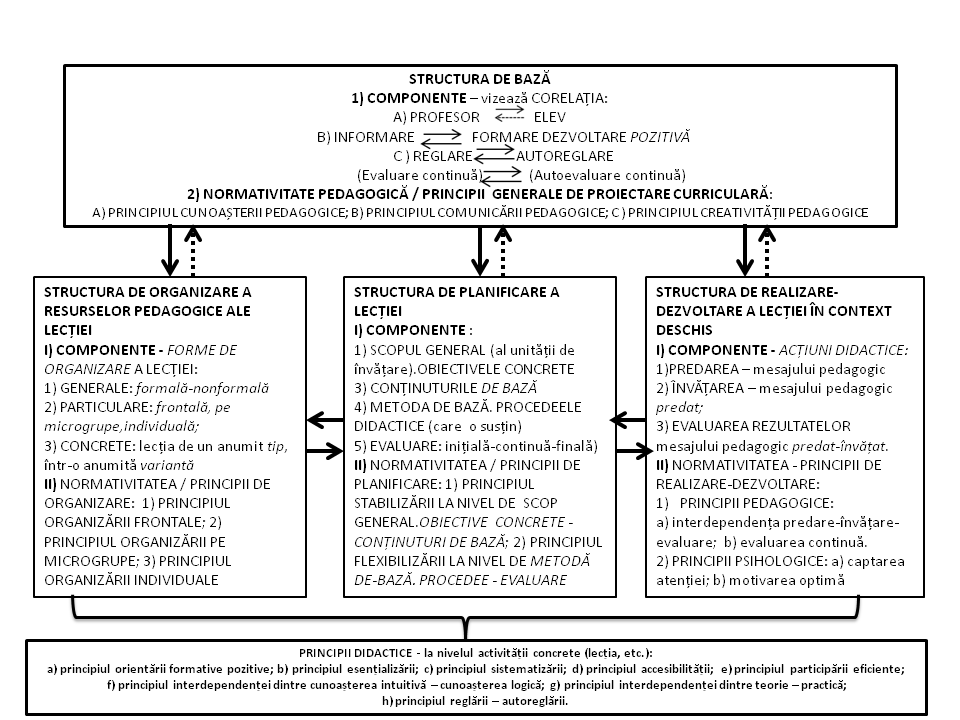 STRUCTURA DE BAZĂ
1) COMPONENTE – vizează CORELAȚIA:
A) PROFESOR ELEV
B) INFORMARE FORMARE DEZVOLTARE POZITIVĂ
C ) REGLARE AUTOREGLARE
(Evaluare continuă) (Autoevaluare continuă)
2) NORMATIVITATE PEDAGOGICĂ / PRINCIPII GENERALE DE PROIECTARE CURRICULARĂ:
A) PRINCIPIUL CUNOAȘTERII PEDAGOGICE; B) PRINCIPIUL COMUNICĂRII PEDAGOGICE; C ) PRINCIPIUL CREATIVITĂȚII PEDAGOGICE
STRUCTURA DE ORGANIZARE A
RESURSELOR PEDAGOGICE ALE
LECȚIEI
I) COMPONENTE - FORME DE
ORGANIZARE A LECȚIEI:
1) GENERALE: formală-nonformală
2) PARTICULARE: frontală, pe
microgrupe,individuală;
3) CONCRETE: lecția de un anumit tip,
într-o anumită variantă
II) NORMATIVITATEA / PRINCIPII DE
ORGANIZARE: 1) PRINCIPIUL
ORGANIZĂRII FRONTALE; 2)
PRINCIPIUL ORGANIZĂRII PE
MICROGRUPE; 3) PRINCIPIUL
ORGANIZĂRII INDIVIDUALE
STRUCTURA DE PLANIFICARE A
LECȚIEI
I) COMPONENTE :
1) SCOPUL GENERAL (al unității de
învățare).OBIECTIVELE CONCRETE
3) CONȚINUTURILE DE BAZĂ
4) METODA DE BAZĂ. PROCEDEELE
DIDACTICE (care o susțin)
5) EVALUARE: inițială-continuă-finală)
II) NORMATIVITATEA / PRINCIPII DE
PLANIFICARE: 1) PRINCIPIUL
STABILIZĂRII LA NIVEL DE SCOP
GENERAL.OBIECTIVE CONCRETE -
CONȚINUTURI DE BAZĂ; 2) PRINCIPIUL
FLEXIBILIZĂRII LA NIVEL DE METODĂ
DE-BAZĂ. PROCEDEE - EVALUARE
STRUCTURA DE REALIZARE-
DEZVOLTARE A LECȚIEI ÎN CONTEXT
DESCHIS
I) COMPONENTE - ACȚIUNI DIDACTICE:
1)PREDAREA – mesajului pedagogic
2) ÎNVĂȚAREA – mesajului pedagogic
predat;
3) EVALUAREA REZULTATELOR
mesajului pedagogic predat-învățat.
II) NORMATIVITATEA - PRINCIPII DE
REALIZARE-DEZVOLTARE:
1) PRINCIPII PEDAGOGICE:
a) interdependența predare-învățare-
evaluare; b) evaluarea continuă.
2) PRINCIPII PSIHOLOGICE: a) captarea
atenției; b) motivarea optimă
PRINCIPII DIDACTICE - la nivelul activității concrete (lecția, etc.):
a) principiul orientării formative pozitive; b) principiul esențializării; c) principiul sistematizării; d) principiul accesibilității; e) principiul participării eficiente;
f) principiul interdependenței dintre cunoașterea intuitivă – cunoașterea logică; g) principiul interdependenței dintre teorie – practică;
h) principiul reglării – autoreglării.